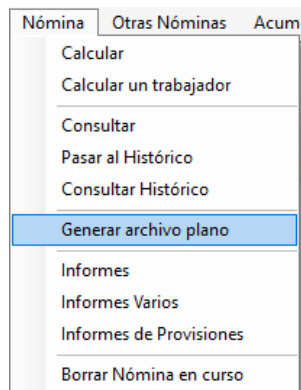 Nómina Otras Nóminas Acum
Calcular
Calcular un trabajador
Consultar
Pasar al Histórico
Consultar Histórico
Generar archivo plano
Informes
Informes Varios
Informes de Provisiones
Borrar Nómina en curso